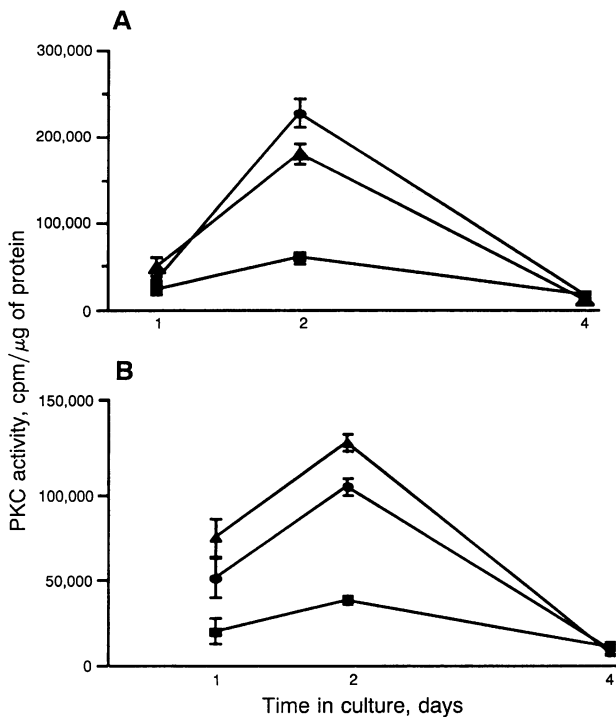 A
300,000
200,000
100,000
0
1 2 4
B
150,000
100,000
50,000
0
1 2 4
PKC activity, cpm/μg of protein
Time in culture, days